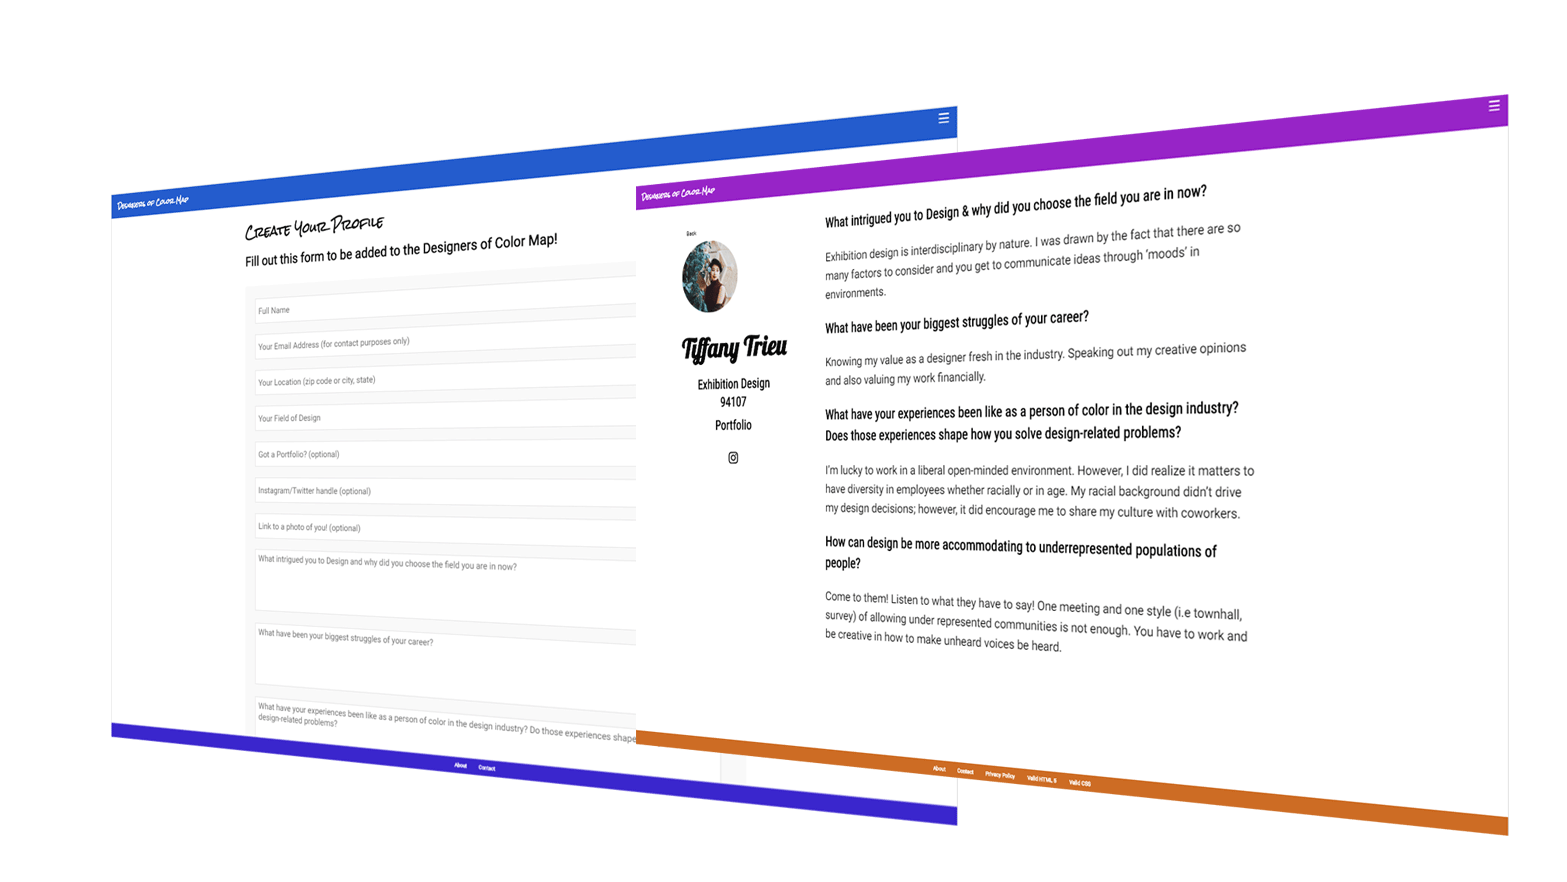 Designers of Color Map
Create Your Profile
Fill out this form to be added to the Designers of Color Map!
Full Name
Your Email Address (for contact purposes only)
Your Location (zip code or city, state)
Your Field of Design
Got a Portfolio? (optional)
Instagram/Twitter handle (optional)
Link to a photo of you! (optional)
What intrigued you to Design and why did you choose the field you are in now?
What have been your biggest struggles of your career?
What have your experiences been like as a person of color in the design industry? Do those experiences shape
design-related problems?
About Contact
Designers of Color Map
Back
Tiffany Trieu
Exhibition Design
94107
Portfolio
What intrigued you to Design & why did you choose the field you are in now?
Exhibition design is interdisciplinary by nature. I was drawn by the fact that there are so
many factors to consider and you get to communicate ideas through ‘moods’ in
environments.
What have been your biggest struggles of your career?
Knowing my value as a designer fresh in the industry. Speaking out my creative opinions
and also valuing my work financially.
What have your experiences been like as a person of color in the design industry?
Does those experiences shape how you solve design-related problems?
I’m lucky to work in a liberal open-minded environment. However, I did realize it matters to
have diversity in employees whether racially or in age. My racial background didn’t drive
my design decisions; however, it did encourage me to share my culture with coworkers.
How can design be more accommodating to underrepresented populations of
people?
Come to them! Listen to what they have to say! One meeting and one style (i.e townhall,
survey) of allowing under represented communities is not enough. You have to work and
be creative in how to make unheard voices be heard.
About Contact Privacy Policy Valid HTML 5 Valid CSS